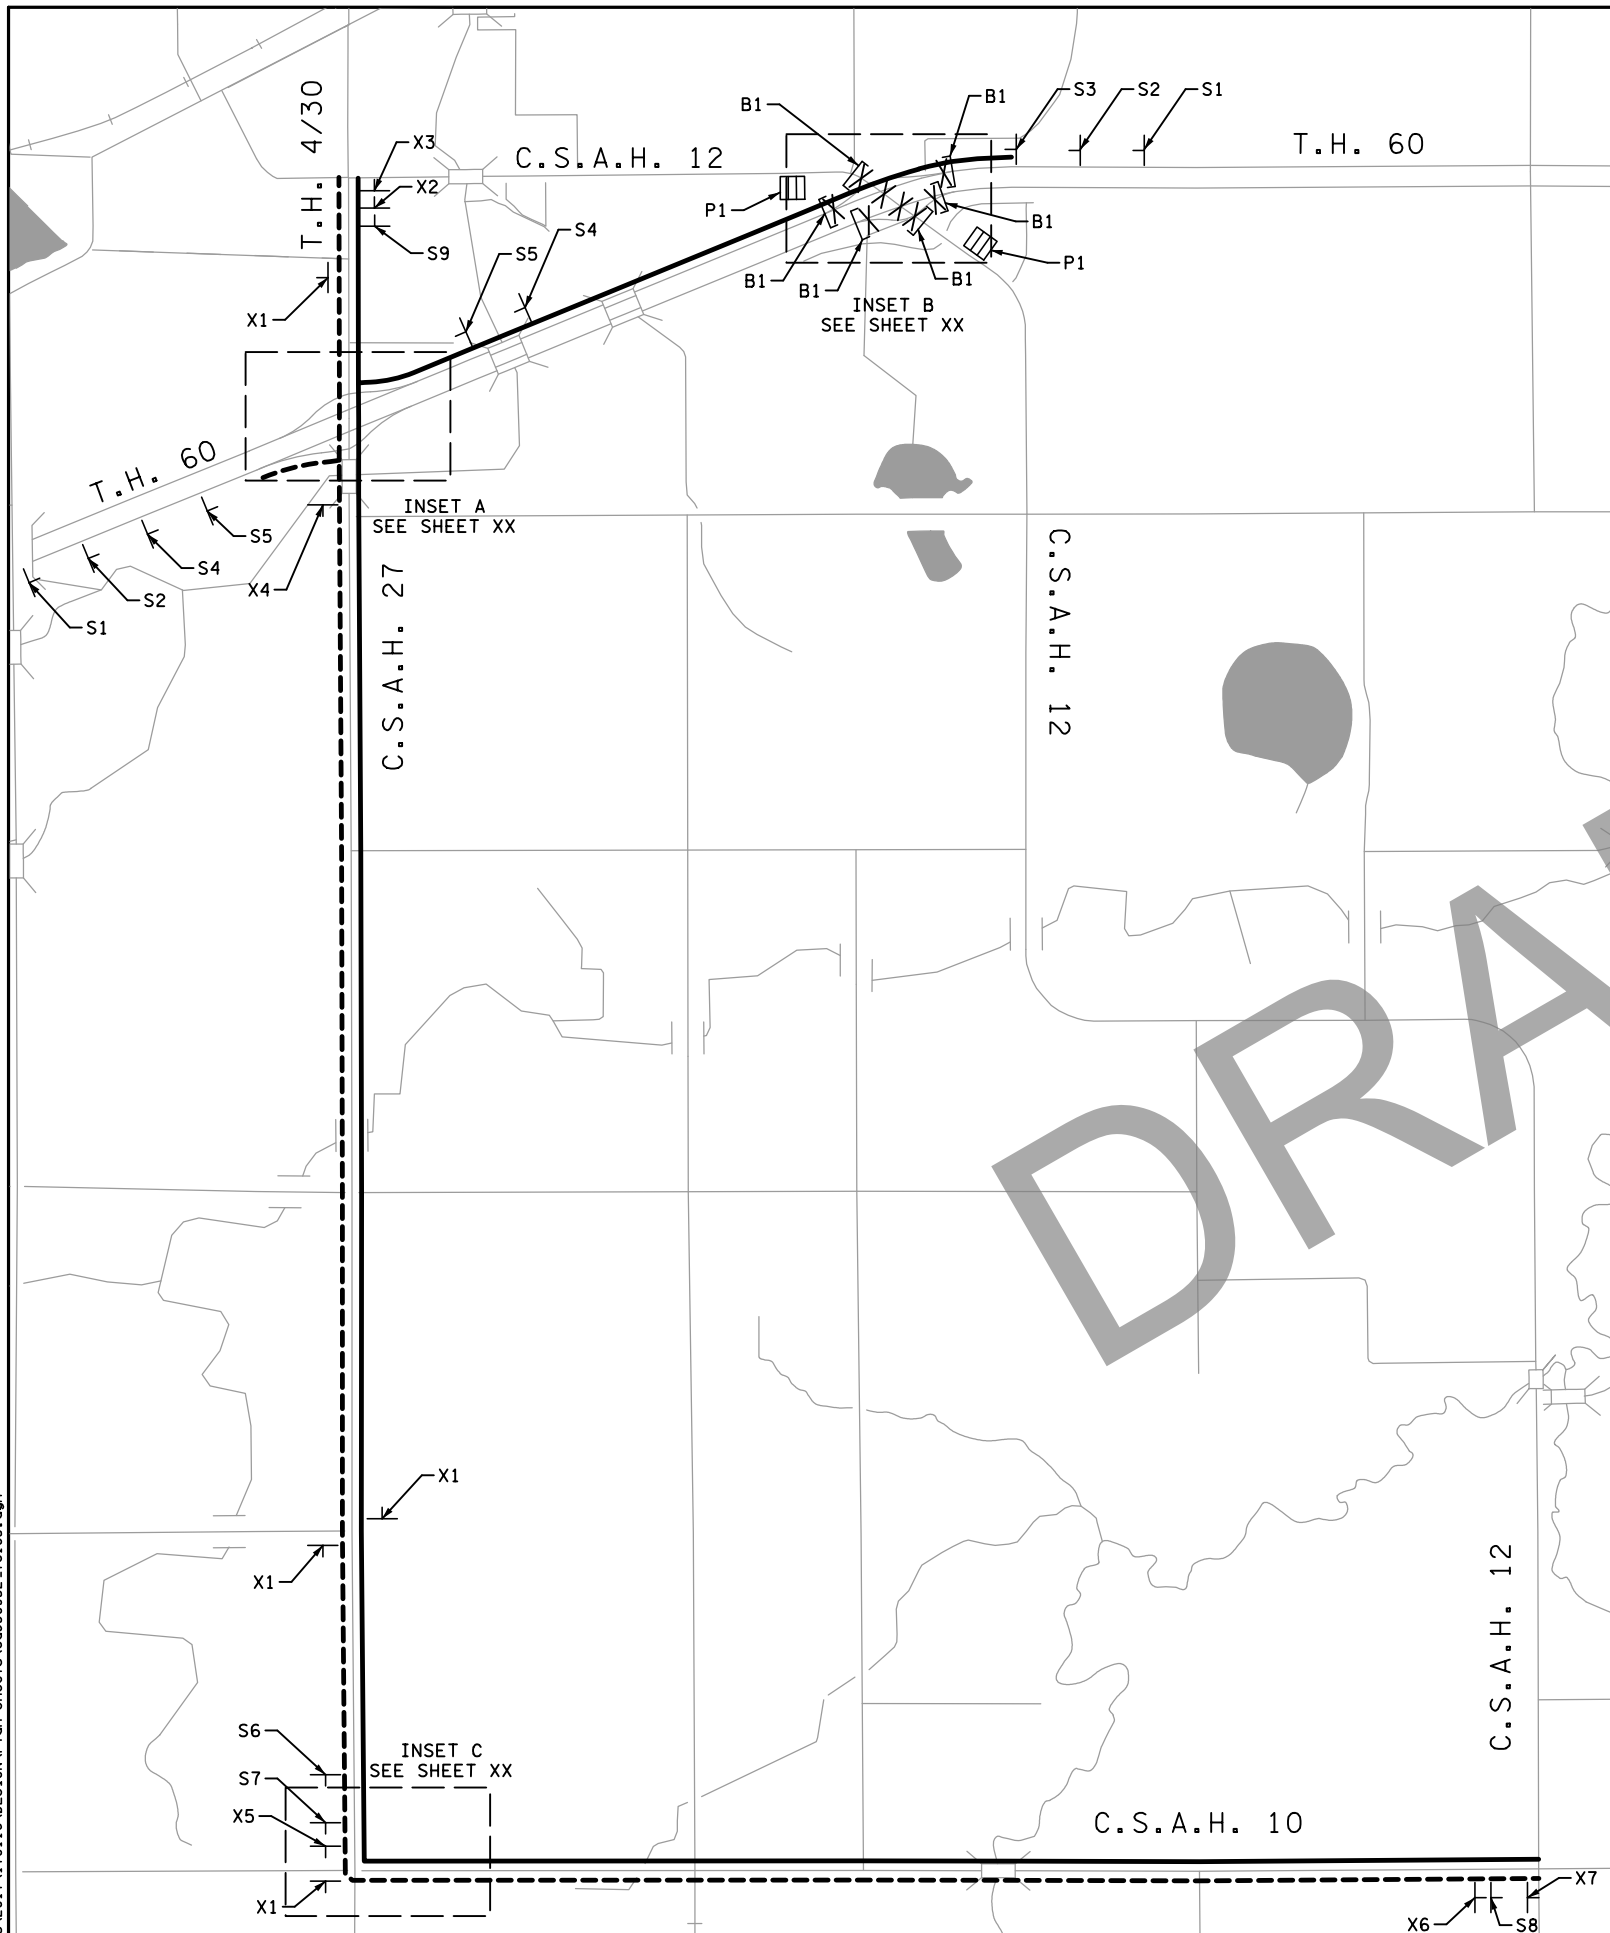 T.H. 4/30
X3
X2
S9
X1
C.S.A.H. 12
S5
S4
P1
B1
B1
B1
B1
B1
B1
P1
INSET B
SEE SHEET XX
S3
S2
S1
T.H. 60
T.H. 60
S5
S4
S2
S1
X4
INSET A
SEE SHEET XX
C.S.A.H. 27
C.S.A.H. 12
DRA
X1
X1
S6
S7
X5
X1
INSET C
SEE SHEET XX
C.S.A.H. 10
C.S.A.H. 12
X7
X6
S8